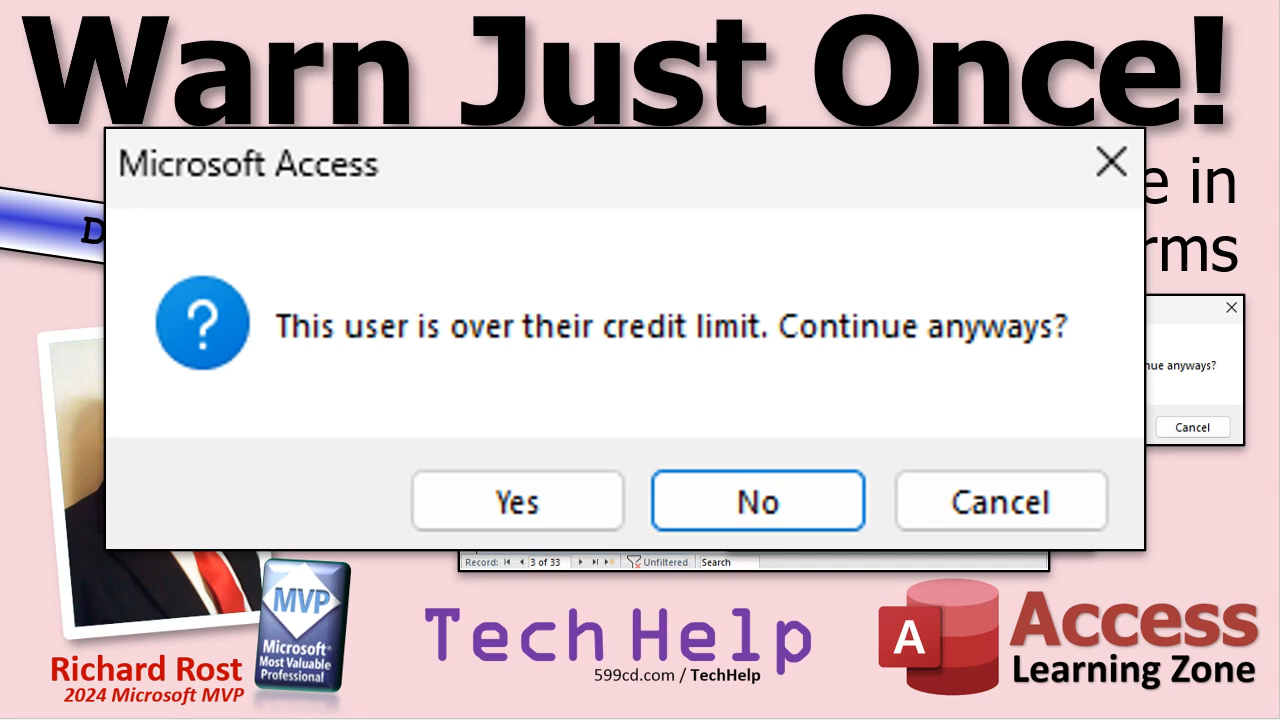 Warn Just Once!
Microsoft Access
e in
rms
D
This user is over their credit limit. Continue anyways?
nue anyways?
Cancel
Yes
No
Cancel
Record:
3 of 33
Unfiltered
Search
MVP
Microsoft®
Most Valuable
Professional
Tech Help
599cd.com / TechHelp
A
Access
Learning Zone
Richard Rost
2024 Microsoft MVP